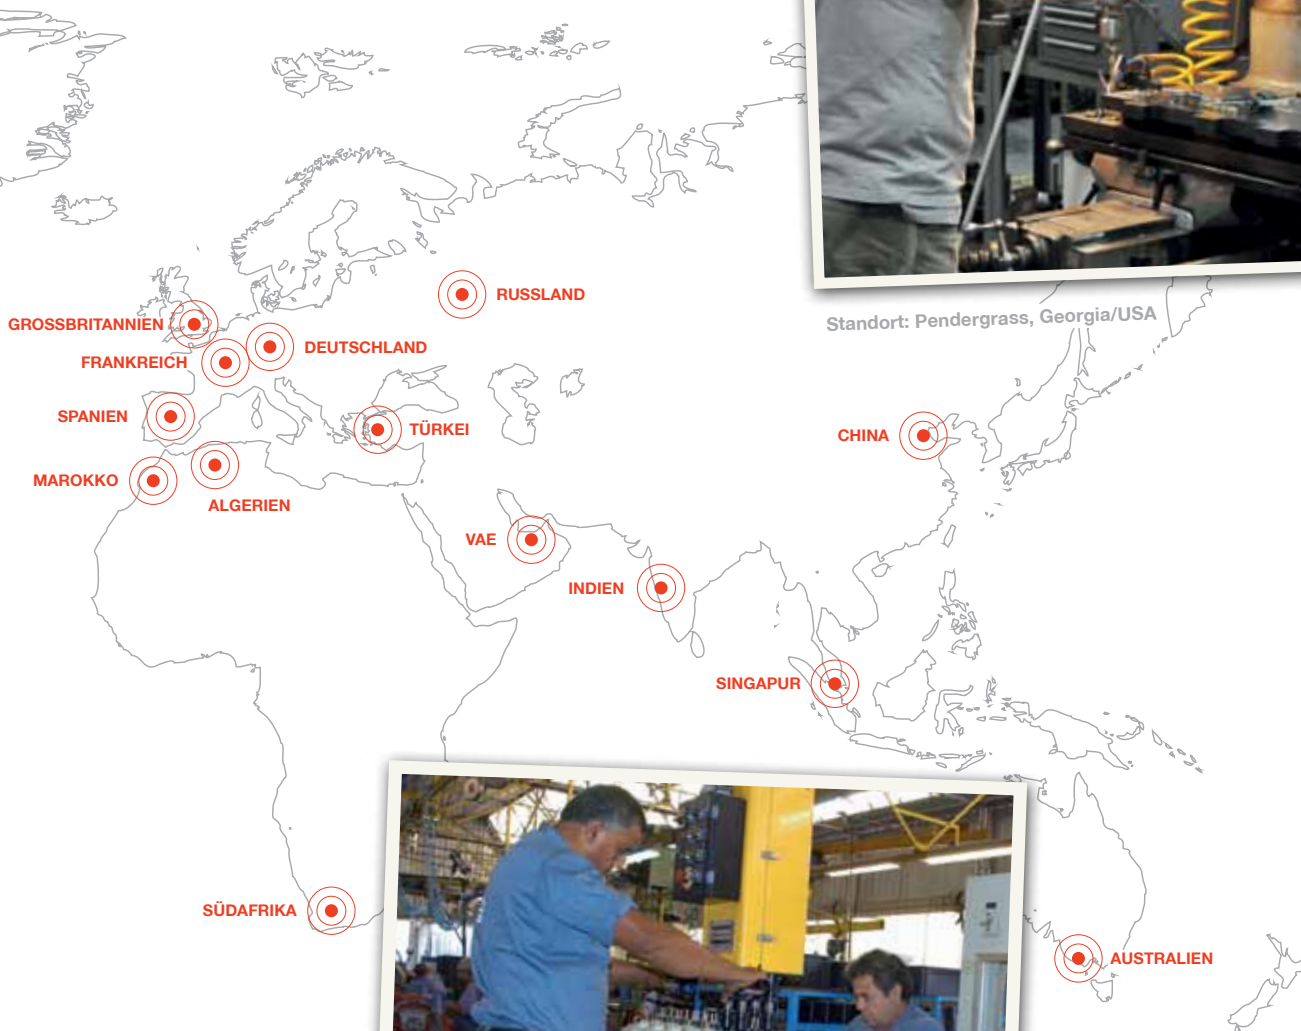 RUSSLAND
Standort: Pendergrass, Georgia/USA
GROSSBRITANNIEN
DEUTSCHLAND
FRANKREICH
SPANIEN
TÜRKEI
CHINA
MAROKKO
ALGERIEN
VAE
INDIEN
SINGAPUR
SÜDAFRIKA
AUSTRALIEN